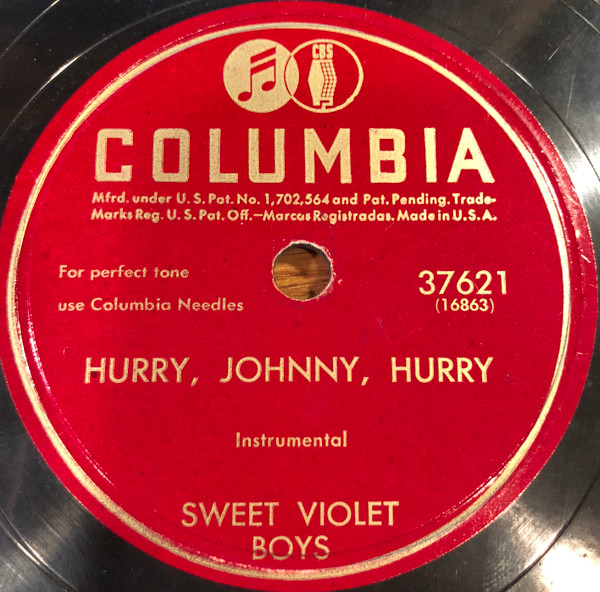 CBS
COLUMBIA
Mfrd. under U.S. Pat. No. 1,702,564 and Pat. Pending. Trade-
Marks Reg. U.S. Pat. Off.—Marcas Registradas. Made in U.S.A.
For perfect tone
use Columbia Needles
37621
(16863)
HURRY, JOHNNY, HURRY
Instrumental
SWEET VIOLET
BOYS